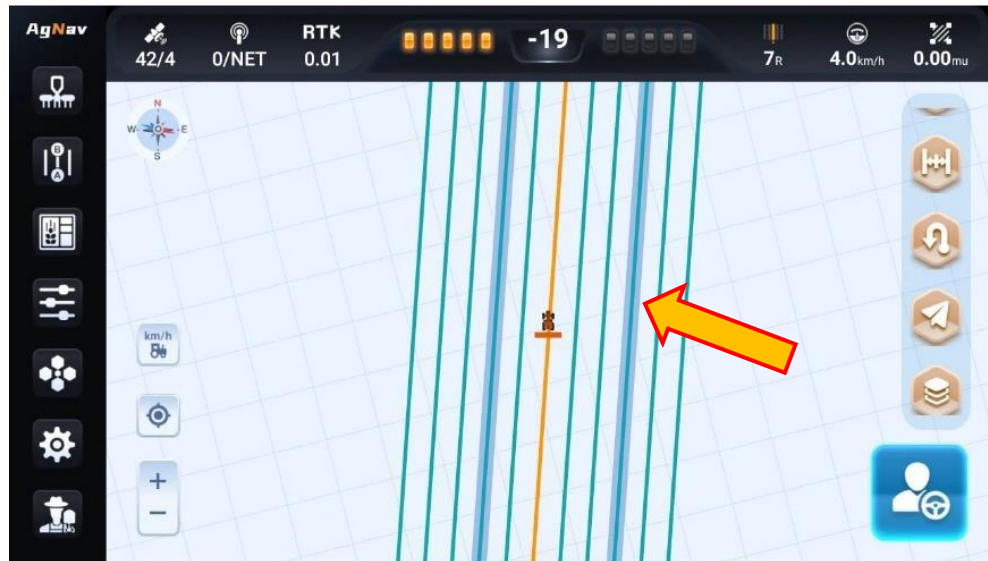 AgNav
42/4
0/NET
RTK
0.01
-19
7R
4.0km/h
0.00mu
N
W
E
S
B
A
km/h
+
−